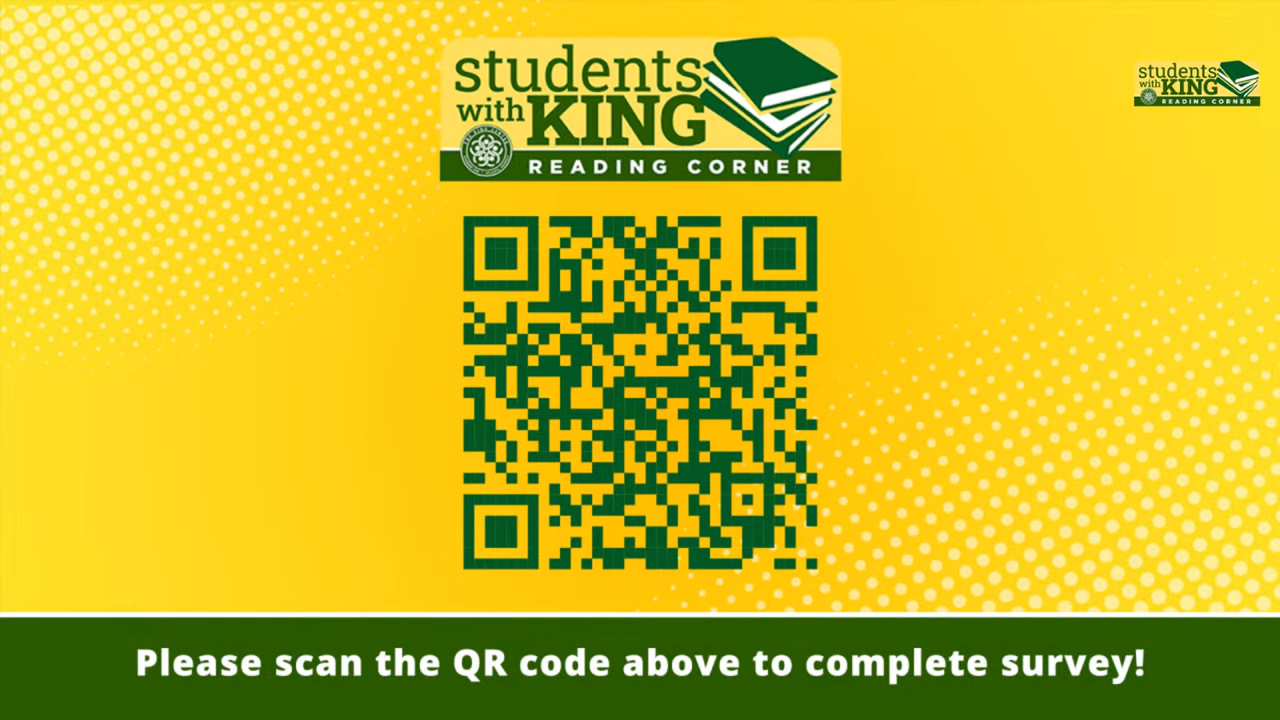 students
with KING
READING CORNER
students
with KING
READING CORNER
Please scan the QR code above to complete survey!